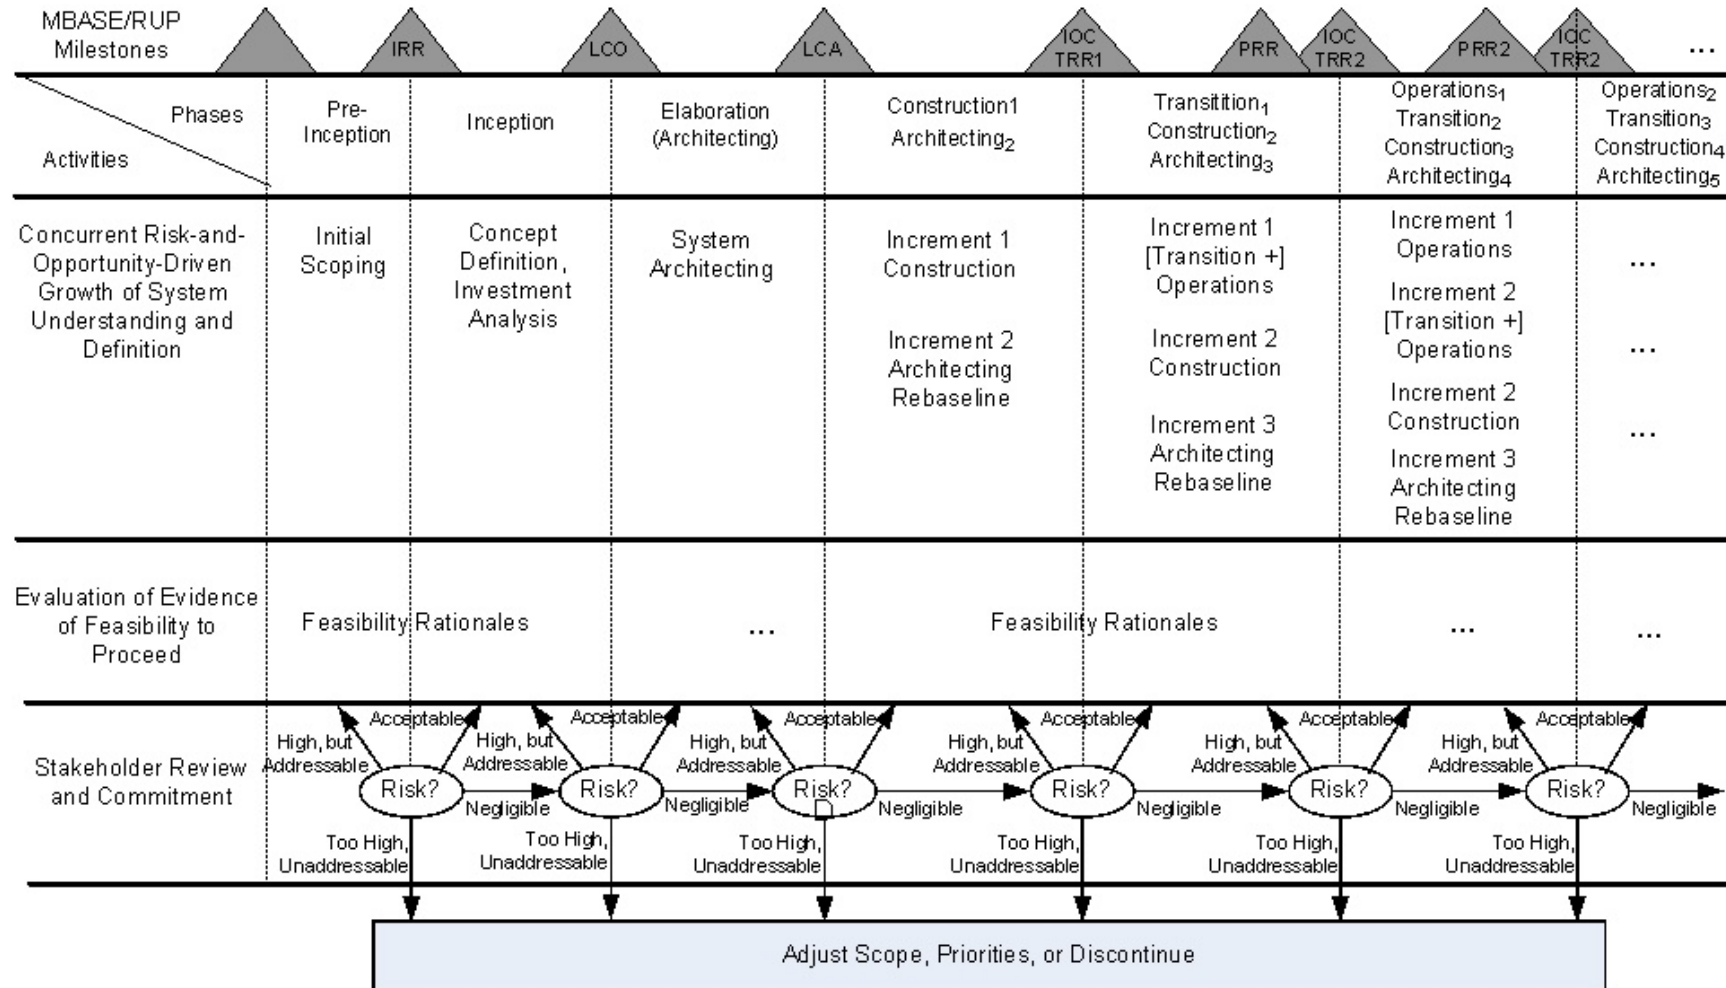 MBASE/RUP
Milestones
IRR
LCO
LCA
IOC
TRR1
PRR
IOC
TRR2
PRR2
IOC
TRR2
...
Phases
Activities
Pre-
Inception
Inception
Elaboration
(Architecting)
Construction1
Architecting2
Transitition1
Construction2
Architecting3
Operations1
Transition2
Construction3
Architecting4
Operations2
Transition3
Construction4
Architecting5
Concurrent Risk-and-
Opportunity-Driven
Growth of System
Understanding and
Definition
Initial
Scoping
Concept
Definition,
Investment
Analysis
System
Architecting
Increment 1
Construction
Increment 2
Architecting
Rebaseline
Increment 1
[Transition +]
Operations
Increment 2
Construction
Increment 3
Architecting
Rebaseline
Increment 1
Operations
Increment 2
[Transition +]
Operations
Increment 2
Construction
Increment 3
Architecting
Rebaseline
...
...
...
Evaluation of Evidence
of Feasibility to
Proceed
Feasibility Rationales
...
Feasibility Rationales
...
...
Stakeholder Review
and Commitment
High, but
Addressable
Acceptable
Risk?
Negligible
Too High,
Unaddressable
High, but
Addressable
Acceptable
Risk?
Negligible
Too High,
Unaddressable
High, but
Addressable
Acceptable
Risk?
Negligible
Too High,
Unaddressable
High, but
Addressable
Acceptable
Risk?
Negligible
Too High,
Unaddressable
High, but
Addressable
Acceptable
Risk?
Negligible
Too High,
Unaddressable
High, but
Addressable
Acceptable
Risk?
Negligible
Too High,
Unaddressable
Adjust Scope, Priorities, or Discontinue